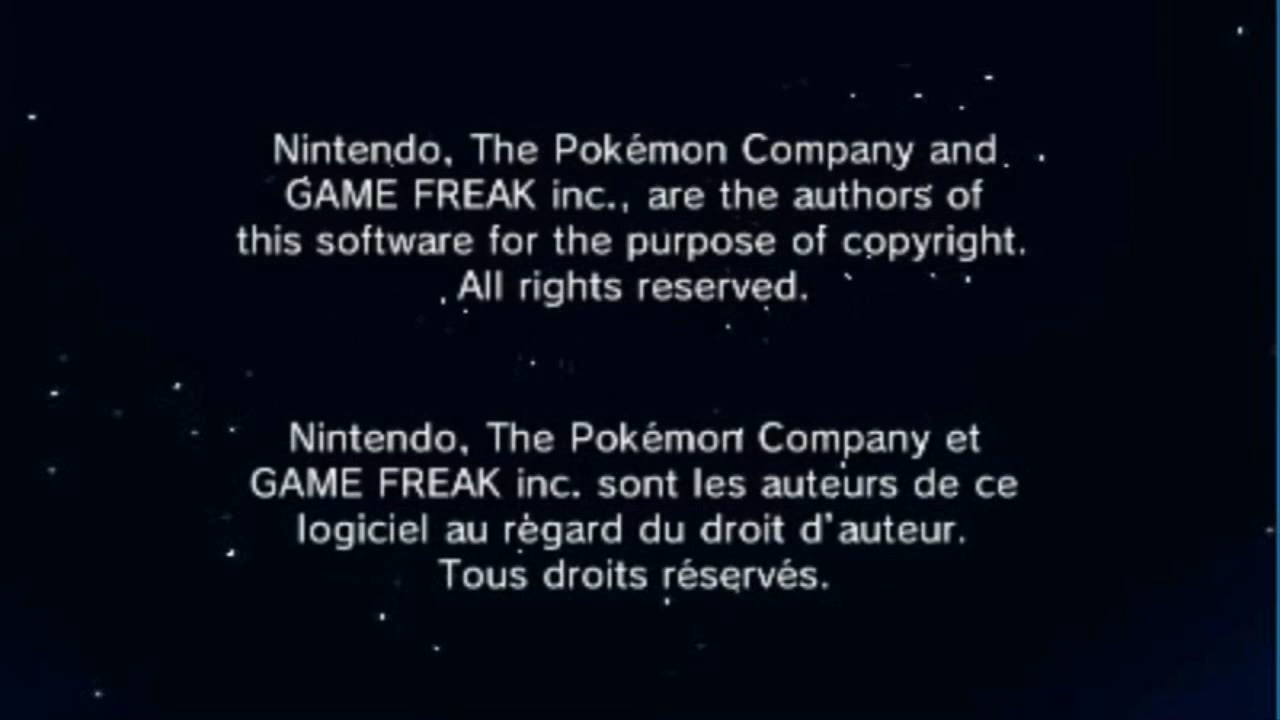 Nintendo, The Pokémon Company and
GAME FREAK inc., are the authors of
this software for the purpose of copyright.
All rights reserved.
Nintendo, The Pokémon Company et
GAME FREAK inc. sont les auteurs de ce
logiciel au regard du droit d'auteur.
Tous droits réservés.